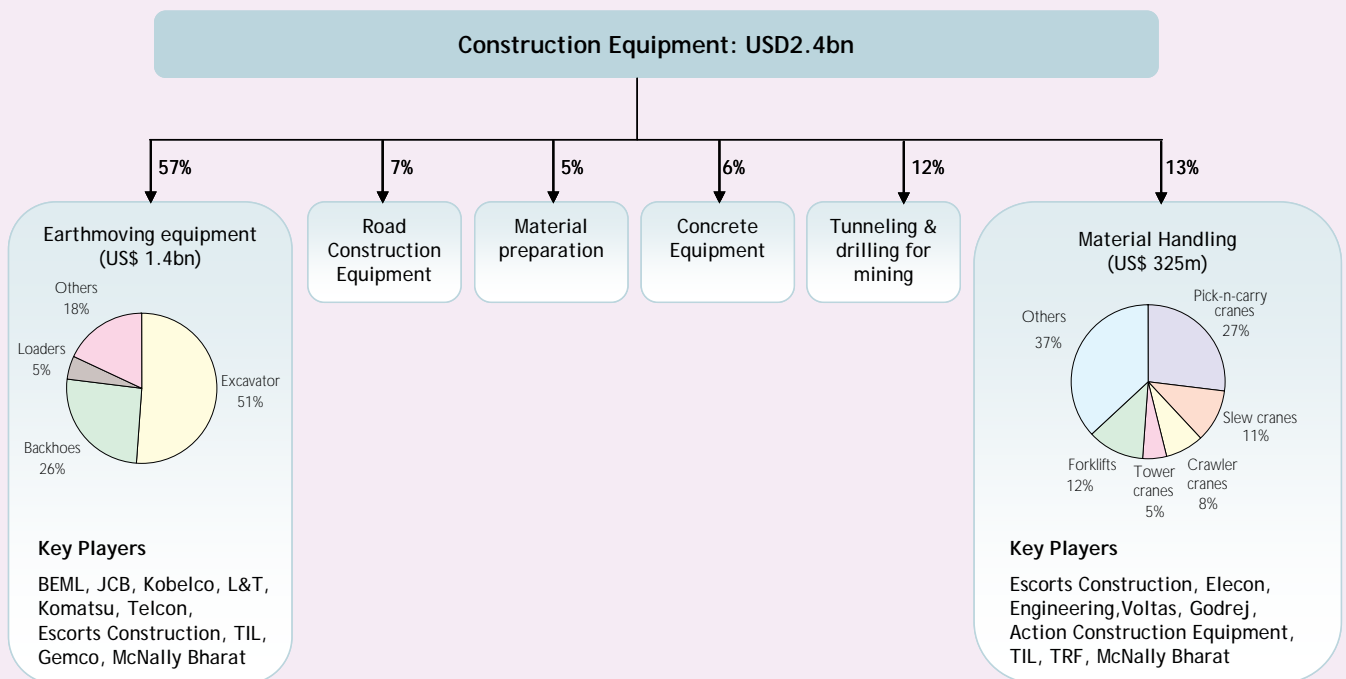 Construction Equipment: USD2.4bn
57%
7%
5%
6%
12%
13%
Earthmoving equipment
(US$ 1.4bn)
Others
18%
Loaders
5%
Excavator
51%
Backhoes
26%
Key Players
BEML, JCB, Kobelco, L&T,
Komatsu, Telcon,
Escorts Construction, TIL,
Gemco, McNally Bharat
Road
Construction
Equipment
Material
preparation
Concrete
Equipment
Tunneling &
drilling for
mining
Material Handling
(US$ 325m)
Others
37%
Pick-n-carry
cranes
27%
Slew cranes
11%
Crawler
cranes
8%
Tower
cranes
5%
Forklifts
12%
Key Players
Escorts Construction, Elecon,
Engineering,Voltas, Godrej,
Action Construction Equipment,
TIL, TRF, McNally Bharat